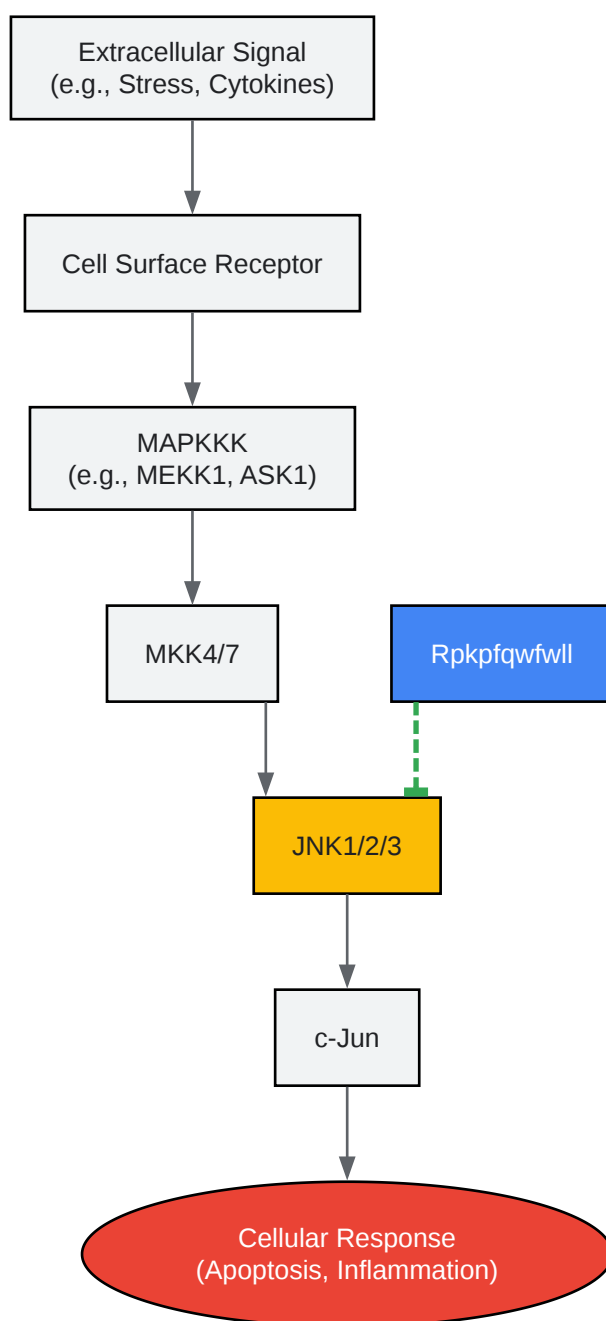 Extracellular Signal
(e.g., Stress, Cytokines)
Cell Surface Receptor
MAPKKK
(e.g., MEKK1, ASK1)
MKK4/7
Rpkpfqwfwll
JNK1/2/3
c-Jun
Cellular Response
(Apoptosis, Inflammation)